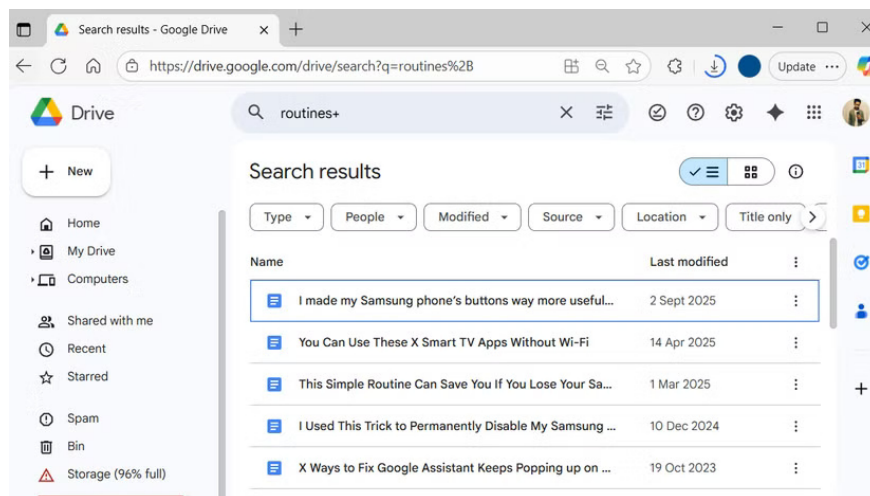 Search results - Google Drive
https://drive.google.com/drive/search?q=routines%2B
Update
Drive
routines+
New
Search results
Type
People
Modified
Source
Location
Title only
Home
My Drive
Computers
Shared with me
Recent
Starred
Spam
Bin
Storage (96% full)
Name Last modified
I made my Samsung phone's buttons way more useful... 2 Sept 2025
You Can Use These X Smart TV Apps Without Wi-Fi 14 Apr 2025
This Simple Routine Can Save You If You Lose Your Sa... 1 Mar 2025
I Used This Trick to Permanently Disable My Samsung ... 10 Dec 2024
X Ways to Fix Google Assistant Keeps Popping up on ... 19 Oct 2023
31